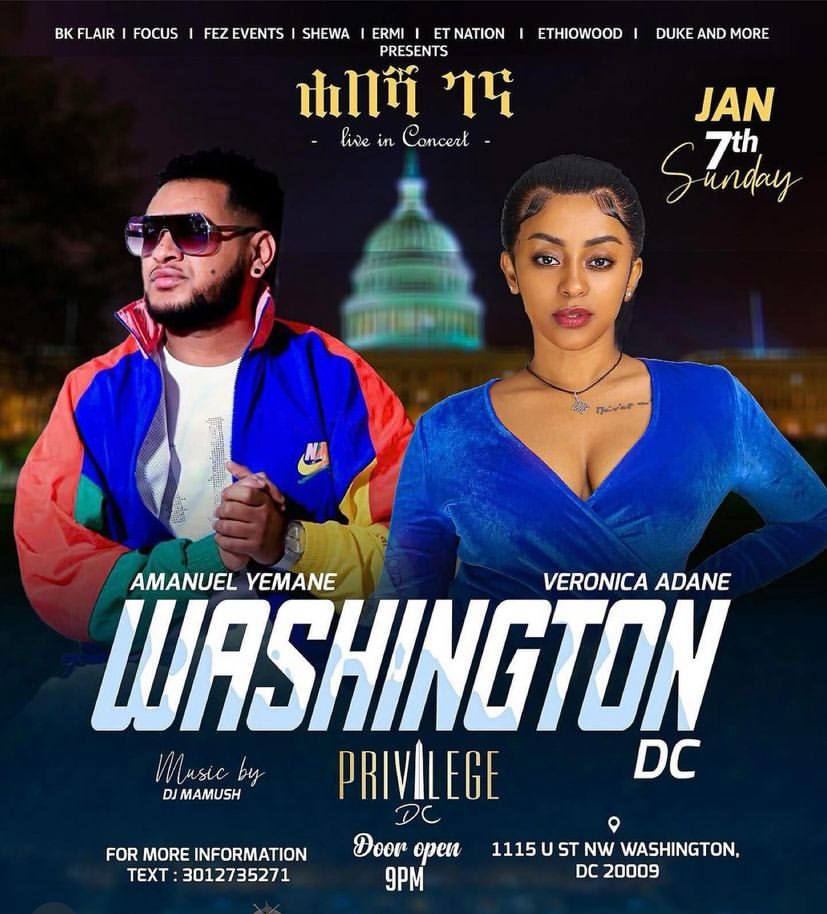 BK FLAIR | FOCUS | FEZ EVENTS | SHEWA | ERMI | ET NATION | ETHIOWOOD | DUKE AND MORE
PRESENTS
ሐበሻ ገና
- live in Concert -
JAN
7th
Sunday
AMANUEL YEMANE
VERONICA ADANE
WASHINGTON
DC
Music by
DJ MAMUSH
PRIVILEGE
DC
Door open
9PM
FOR MORE INFORMATION
TEXT : 3012735271
1115 U ST NW WASHINGTON,
DC 20009